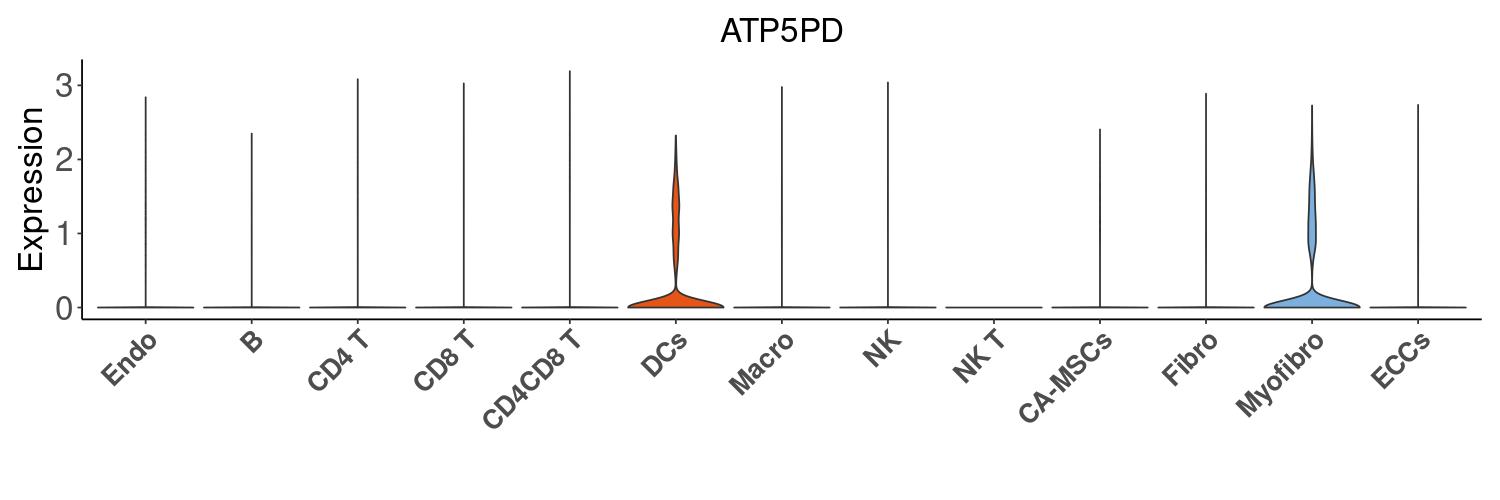 ATP5PD
Expression
3
2
1
0
Endo
B
CD4 T
CD8 T
CD4CD8 T
DCs
Macro
NK
NK T
CA-MSCs
Fibro
Myofibro
ECCs